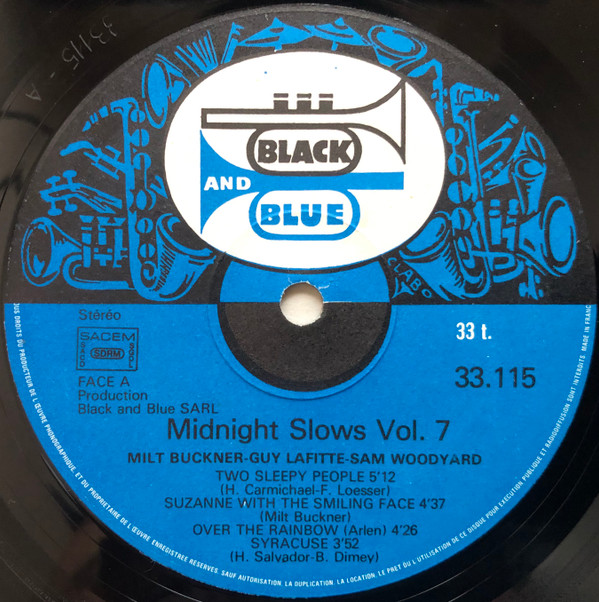 33115 - A
BLACK
AND
BLUE
CLABO
Stéréo
SACEM
SDRM
FACE A
Production
Black and Blue SARL
33 t.
33.115
Midnight Slows Vol. 7
MILT BUCKNER-GUY LAFITTE-SAM WOODYARD
TWO SLEEPY PEOPLE 5'12
(H. Carmichael-F. Loesser)
SUZANNE WITH THE SMILING FACE 4'37
(Milt Buckner)
OVER THE RAINBOW (Arlen) 4'26
SYRACUSE 3'52
(H. Salvador-B. Dimey)
DROITS DU PRODUCTEUR DE L'ŒUVRE PHONOGRAPHIQUE, ET DU PROPRIETAIRE DE L'ŒUVRE ENREGISTREE RESERVES. SAUF AUTORISATION. LA DUPLICATION. LA LOCATION. LE PRET OU L'UTILISATION DE CE DISQUE POUR EXECUTION PUBLIQUE ET RADIODIFFUSION SONT INTERDITES. MADE IN FRANCE